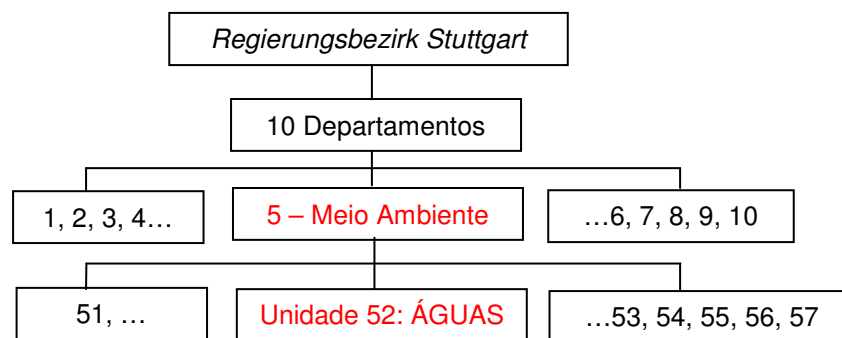 Regierungsbezirk Stuttgart
10 Departamentos
1, 2, 3, 4…
5 – Meio Ambiente
…6, 7, 8, 9, 10
51, …
Unidade 52: ÁGUAS
…53, 54, 55, 56, 57